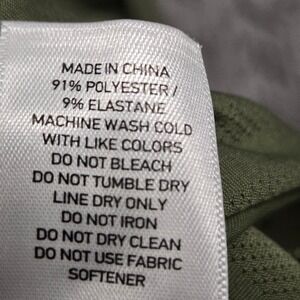 MADE IN CHINA
91% POLYESTER /
9% ELASTANE
MACHINE WASH COLD
WITH LIKE COLORS
DO NOT BLEACH
DO NOT TUMBLE DRY
LINE DRY ONLY
DO NOT IRON
DO NOT DRY CLEAN
DO NOT USE FABRIC
SOFTENER